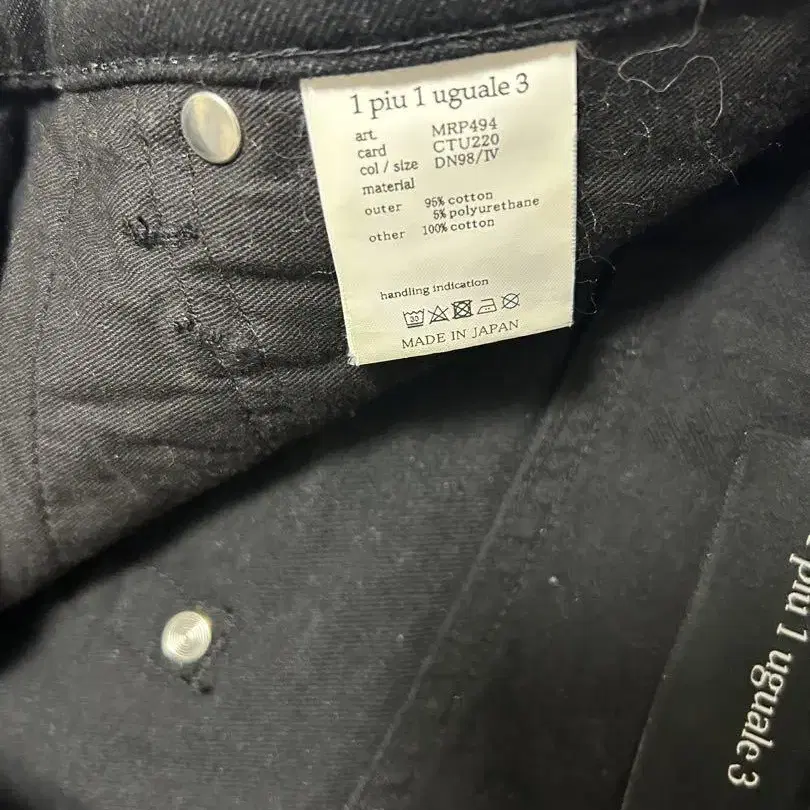 1 piu 1 uguale 3
art. MRP494
card CTU220
col / size DN98/IV
material
outer 95% cotton
5% polyurethane
other 100% cotton
handling indication
30
MADE IN JAPAN
piu 1 uguale 3